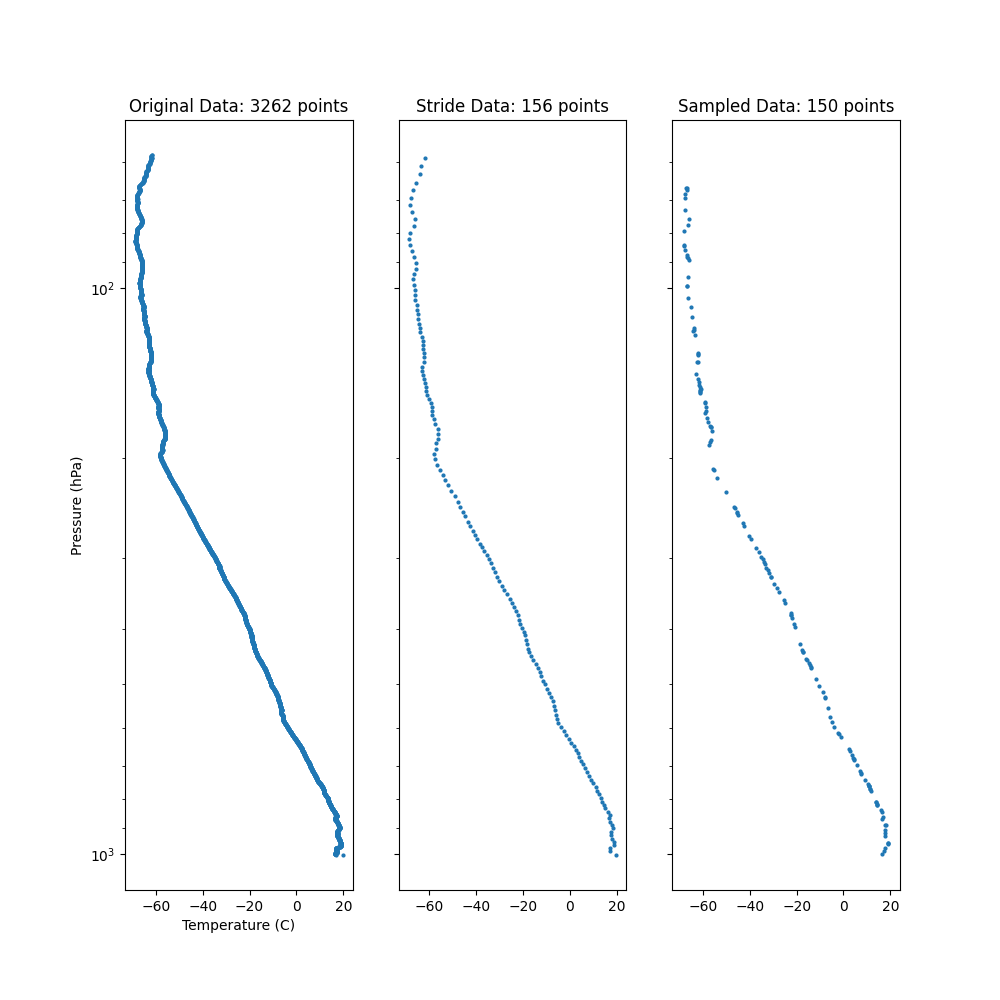 Original Data: 3262 points
Stride Data: 156 points
Sampled Data: 150 points
Pressure (hPa)
10²
10³
−60 −40 −20 0 20
−60 −40 −20 0 20
−60 −40 −20 0 20
Temperature (C)